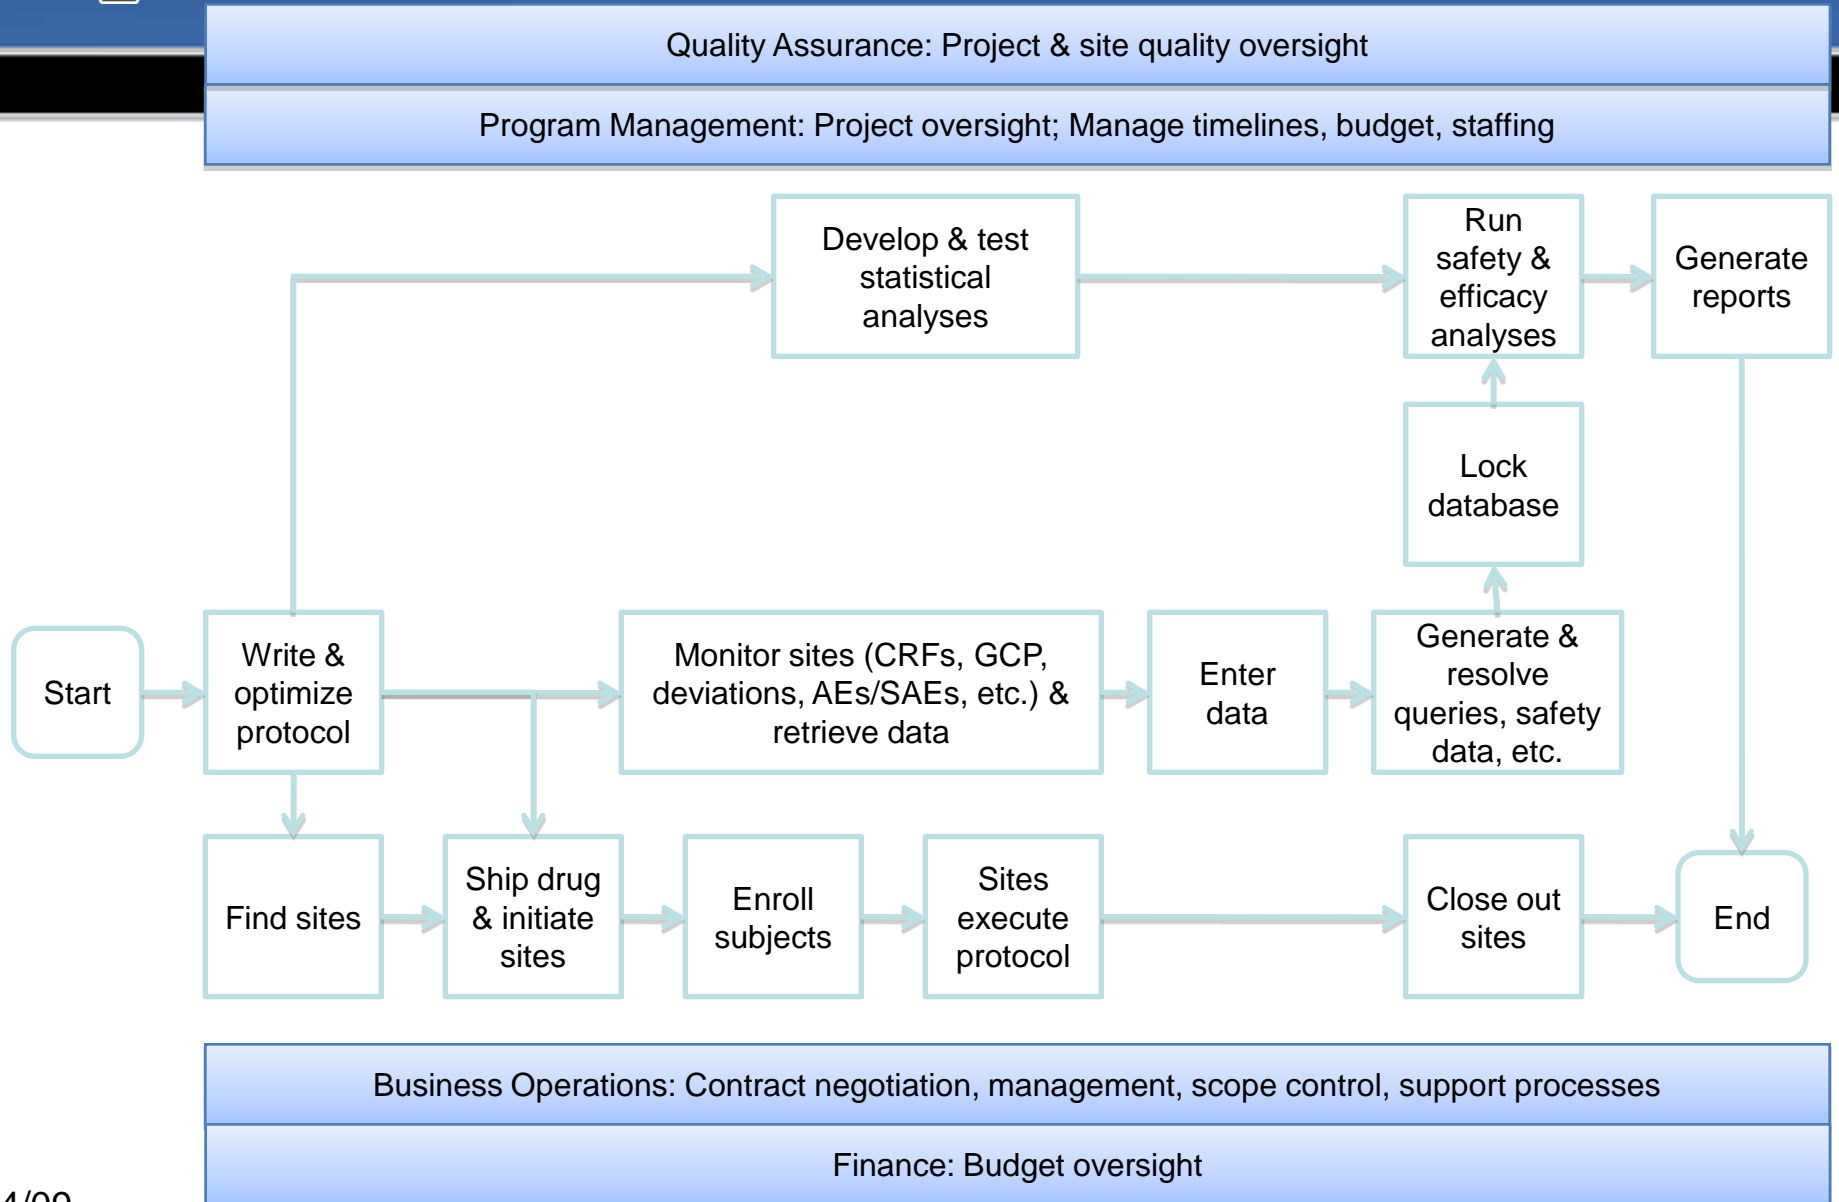 Quality Assurance: Project & site quality oversight
Program Management: Project oversight; Manage timelines, budget, staffing
Develop & test
statistical
analyses
Run
safety &
efficacy
analyses
Generate
reports
Lock
database
Start
Write &
optimize
protocol
Monitor sites (CRFs, GCP,
deviations, AEs/SAEs, etc.) &
retrieve data
Enter
data
Generate &
resolve
queries, safety
data, etc.
Find sites
Ship drug
& initiate
sites
Enroll
subjects
Sites
execute
protocol
Close out
sites
End
Business Operations: Contract negotiation, management, scope control, support processes
Finance: Budget oversight